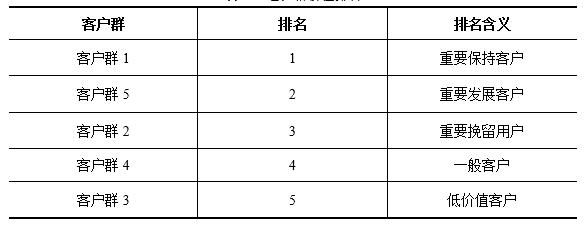 客户群 排名 排名含义
客户群 1 1 重要保持客户
客户群 5 2 重要发展客户
客户群 2 3 重要挽留用户
客户群 4 4 一般客户
客户群 3 5 低价值客户